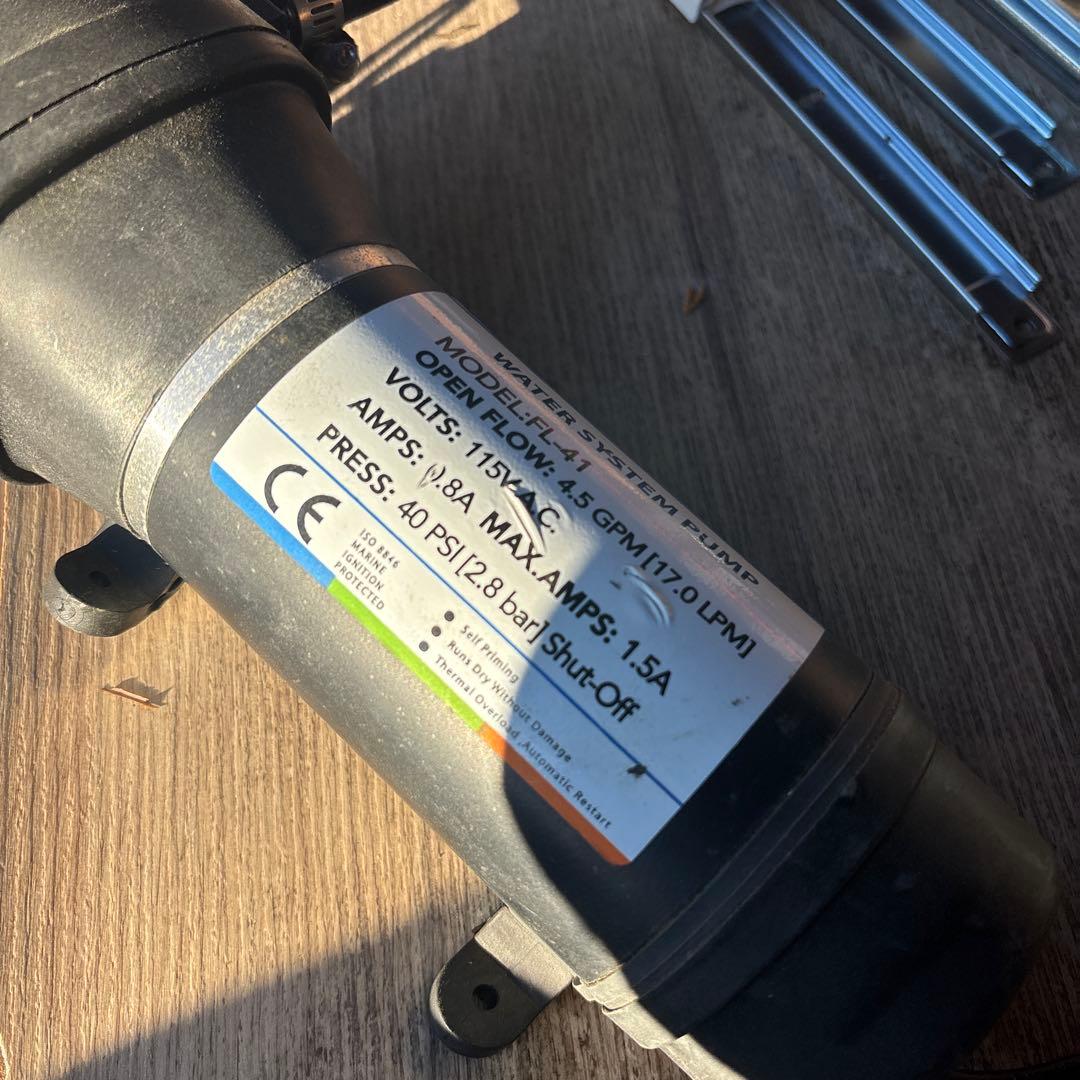 WATER SYSTEM PUMP
MODEL:FL-41
OPEN FLOW: 4.5 GPM [17.0 LPM]
VOLTS: 115V A.C.
AMPS: 0.8A MAX.AMPS: 1.5A
PRESS: 40 PSI [2.8 bar] Shut-Off
CE
ISO 8846
MARINE
IGNITION
PROTECTED
● Self Priming
● Runs Dry Without Damage
● Thermal Overload ,Automatic Restart